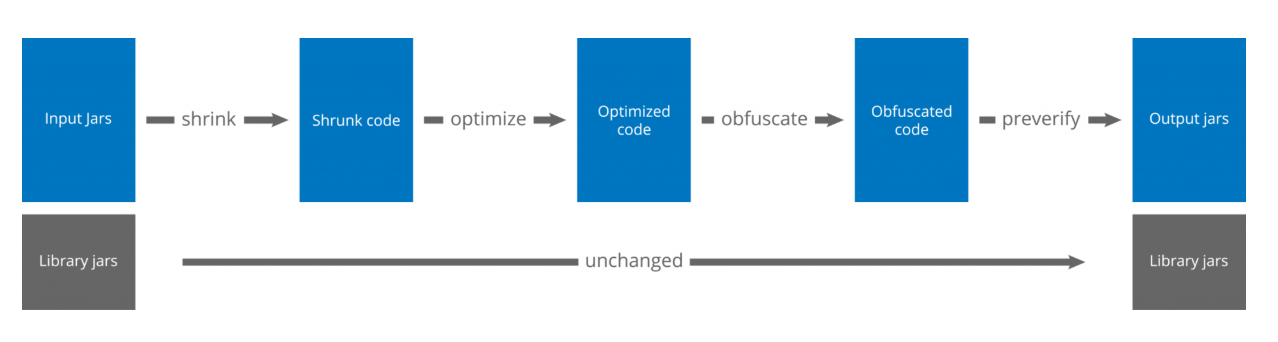 Input Jars
shrink
Shrunk code
optimize
Optimized
code
obfuscate
Obfuscated
code
preverify
Output jars
Library jars
unchanged
Library jars